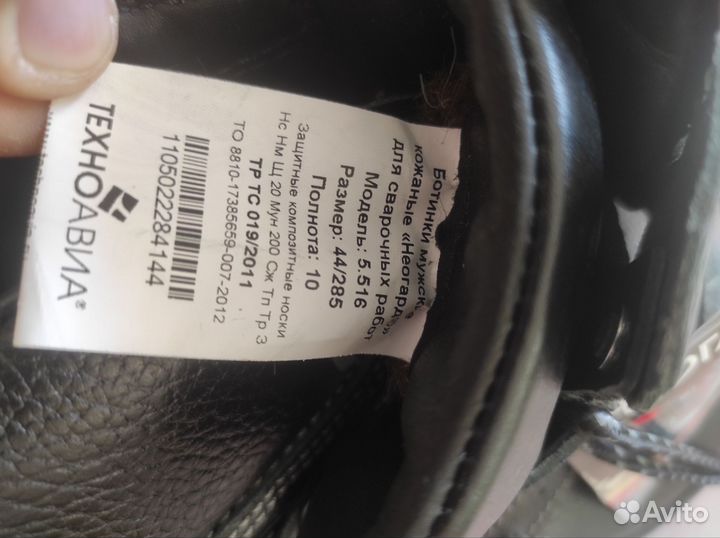 Ботинки мужск
кожаные «Неогард
для сварочных работ
Модель: 5.516
Размер: 44/285
Полнота: 10
Защитные композитные носки
Нс Нм Щ 20 Мун 200 Сж Тп Тр З
ТР ТС 019/2011
ТО 8810-17385659-007-2012
1105022284144
ТЕХНОАВИА®
Avito